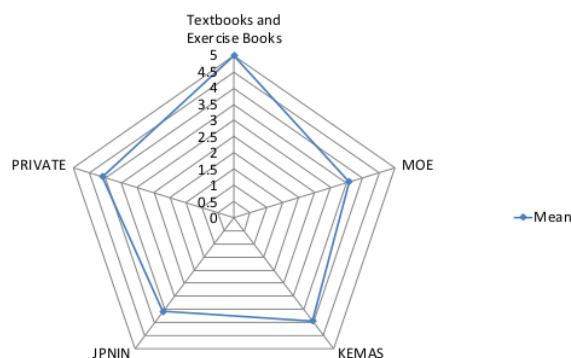 Textbooks and
Exercise Books
5
4.5
4
3.5
3
2.5
2
1.5
1
0.5
0
PRIVATE
MOE
Mean
JPNIN
KEMAS